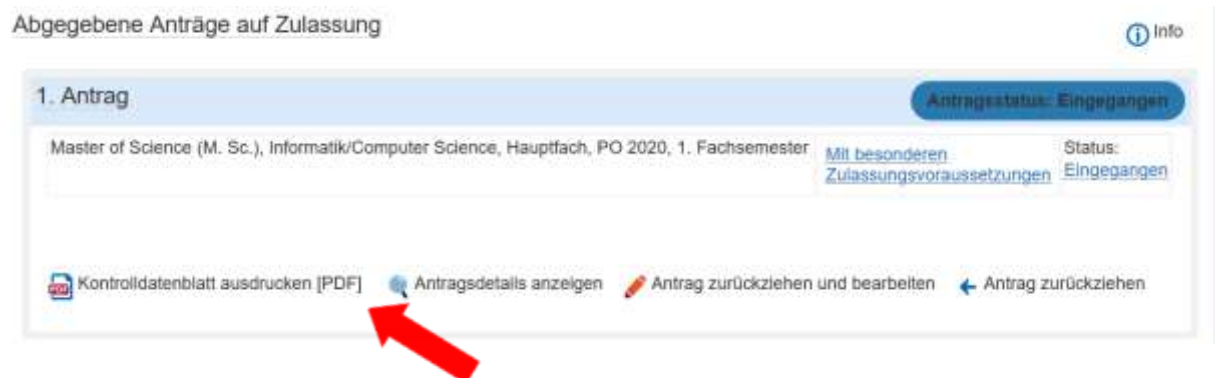 Abgegebene Anträge auf Zulassung
Info
1. Antrag
Antragsstatus: Eingegangen
Master of Science (M. Sc.), Informatik/Computer Science, Hauptfach, PO 2020, 1. Fachsemester
Mit besonderen
Zulassungsvoraussetzungen
Status:
Eingegangen
Kontrolldatenblatt ausdrucken [PDF] Antragsdetails anzeigen Antrag zurückziehen und bearbeiten Antrag zurückziehen